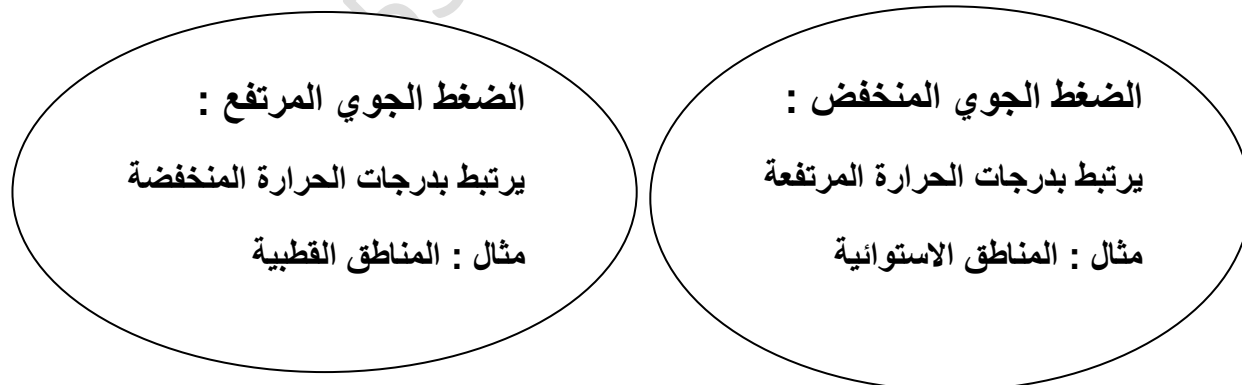 الضغط الجوي المنخفض :
يرتبط بدرجات الحرارة المرتفعة
مثال : المناطق الاستوائية
الضغط الجوي المرتفع :
يرتبط بدرجات الحرارة المنخفضة
مثال : المناطق القطبية